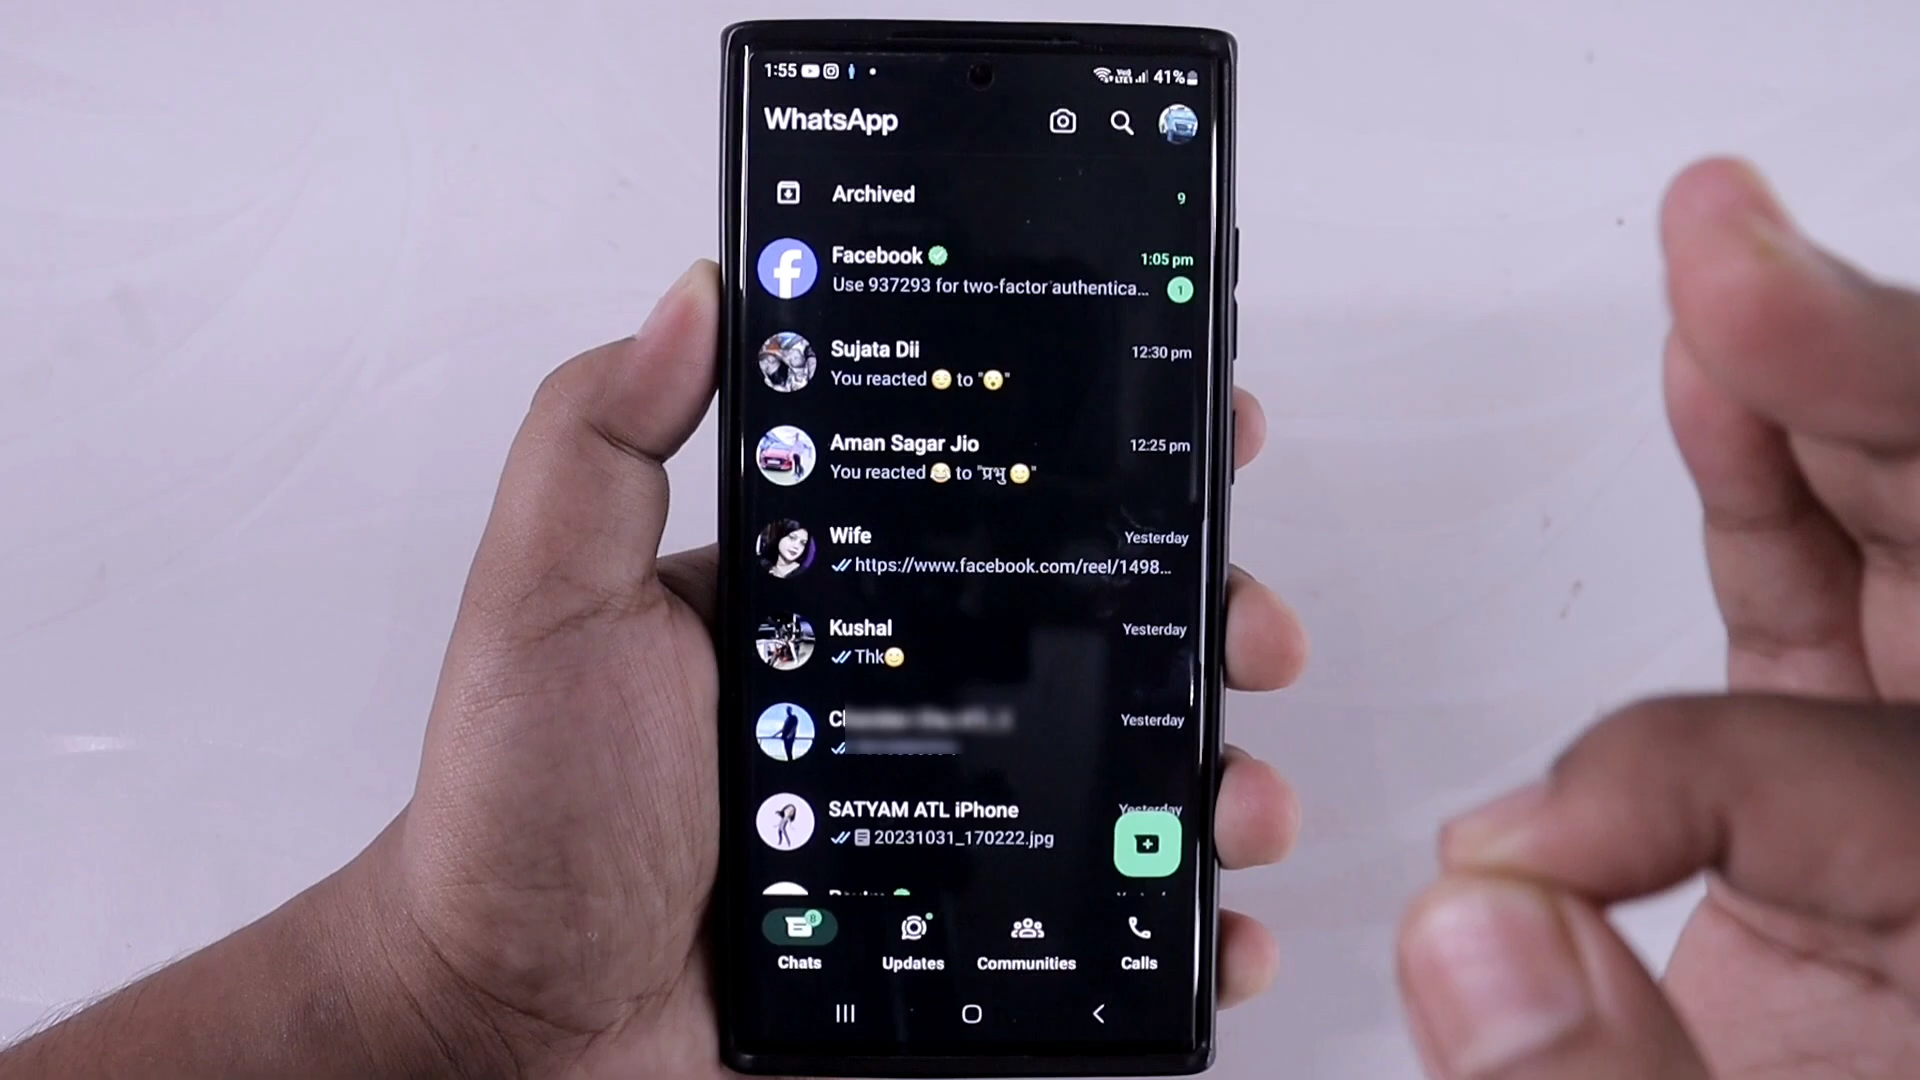 1:55
41%
WhatsApp
Archived
9
Facebook
1:05 pm
Use 937293 for two-factor authentica...
1
Sujata Dii
12:30 pm
You reacted 😊 to "😮"
Aman Sagar Jio
12:25 pm
You reacted 😂 to "प्रभु 🙂"
Wife
Yesterday
https://www.facebook.com/reel/1498...
Kushal
Yesterday
Thk🙂
Yesterday
SATYAM ATL iPhone
Yesterday
20231031_170222.jpg
8
Chats
Updates
Communities
Calls